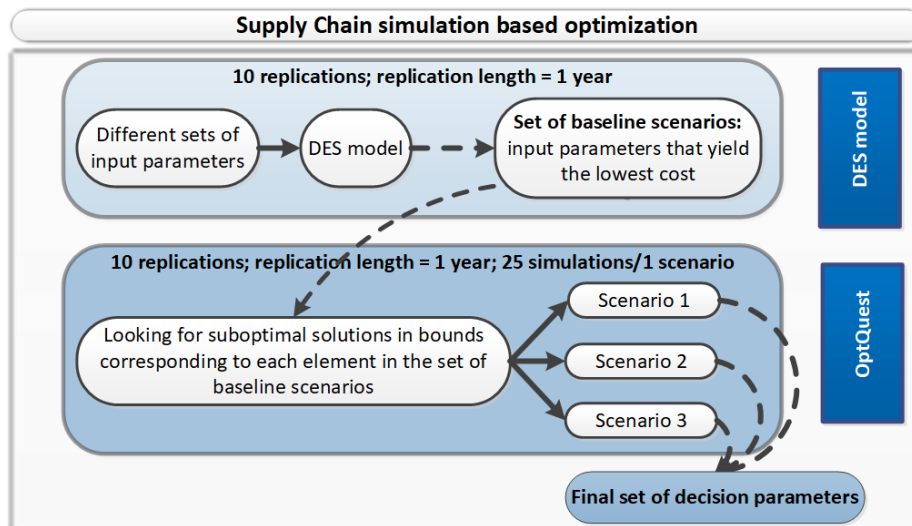 Supply Chain simulation based optimization
10 replications; replication length = 1 year
Different sets of
input parameters
DES model
Set of baseline scenarios:
input parameters that yield
the lowest cost
DES model
10 replications; replication length = 1 year; 25 simulations/1 scenario
Looking for suboptimal solutions in bounds
corresponding to each element in the set of
baseline scenarios
Scenario 1
Scenario 2
Scenario 3
OptQuest
Final set of decision parameters